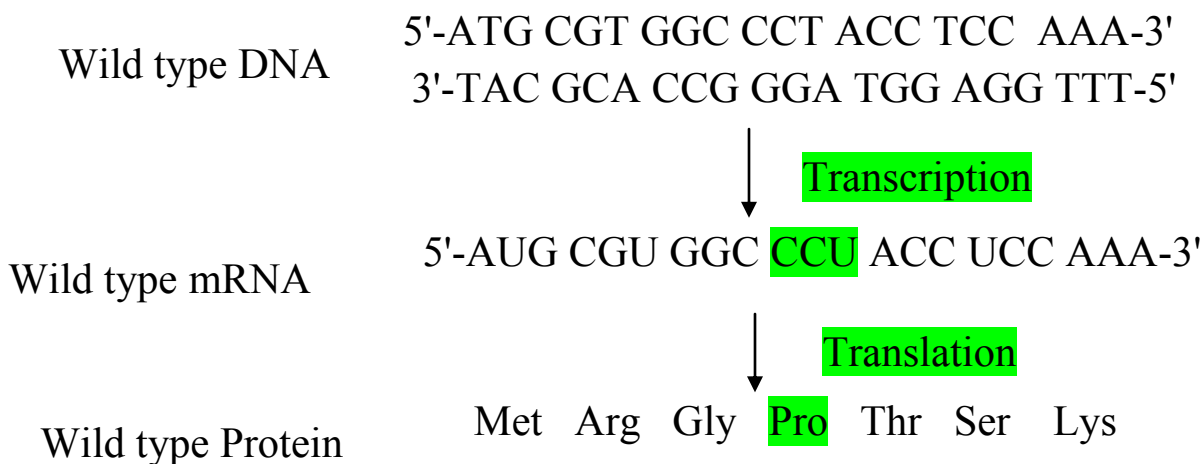 5'-ATG CGT GGC CCT ACC TCC AAA-3'
Wild type DNA
3'-TAC GCA CCG GGA TGG AGG TTT-5'
Transcription
5'-AUG CGU GGC CCU ACC UCC AAA-3'
Wild type mRNA
Translation
Met Arg Gly Pro Thr Ser Lys
Wild type Protein